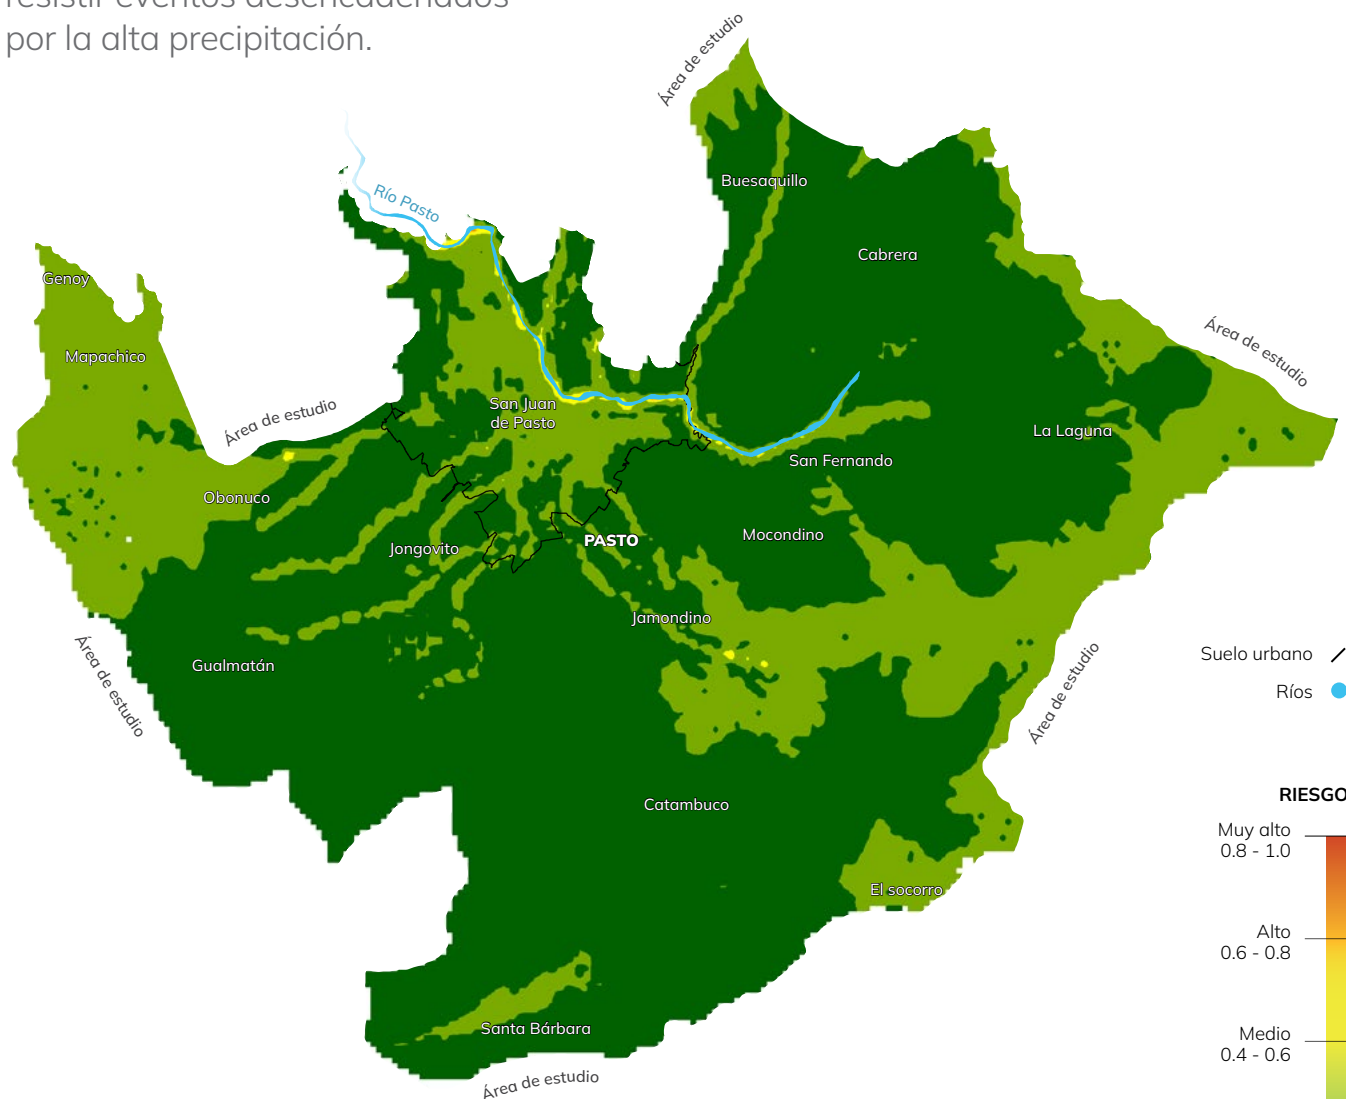 resistir eventos desencadenados
por la alta precipitación.
Área de estudio
Buesaquillo
Río Pasto
Cabrera
Genoy
Mapachico
Área de estudio
Área de estudio
San Juan
de Pasto
La Laguna
San Fernando
Obonuco
Mocondino
PASTO
Jongovito
Jamondino
Gualmatán
Área de estudio
Área de estudio
Suelo urbano
Ríos
Catambuco
RIESGO
Muy alto
0.8 - 1.0
El socorro
Alto
0.6 - 0.8
Santa Bárbara
Medio
0.4 - 0.6
Área de estudio